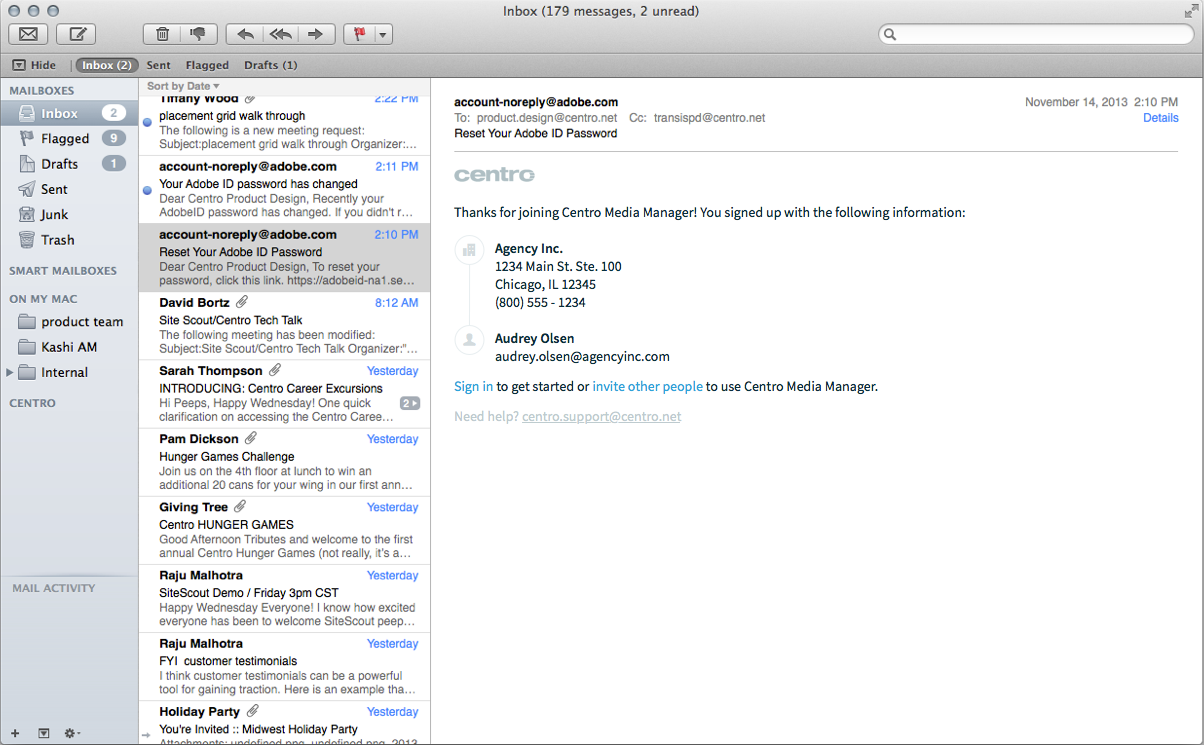 Inbox (179 messages, 2 unread)
Hide
Inbox (2)
Sent
Flagged
Drafts (1)
MAILBOXES
Inbox 2
Flagged 9
Drafts 1
Sent
Junk
Trash
SMART MAILBOXES
ON MY MAC
product team
Kashi AM
Internal
CENTRO
MAIL ACTIVITY
Sort by Date
Tiffany Wood 2:22 PM
placement grid walk through
The following is a new meeting request:
Subject:placement grid walk through Organizer:...
account-noreply@adobe.com 2:11 PM
Your Adobe ID password has changed
Dear Centro Product Design, Recently your
AdobeID password has changed. If you didn't r...
account-noreply@adobe.com 2:10 PM
Reset Your Adobe ID Password
Dear Centro Product Design, To reset your
password, click this link. https://adobeid-na1.se...
David Bortz 8:12 AM
Site Scout/Centro Tech Talk
The following meeting has been modified:
Subject:Site Scout/Centro Tech Talk Organizer:"...
Sarah Thompson Yesterday
INTRODUCING: Centro Career Excursions
Hi Peeps, Happy Wednesday! One quick
clarification on accessing the Centro Caree... 2
Pam Dickson Yesterday
Hunger Games Challenge
Join us on the 4th floor at lunch to win an
additional 20 cans for your wing in our first ann...
Giving Tree Yesterday
Centro HUNGER GAMES
Good Afternoon Tributes and welcome to the first
annual Centro Hunger Games (not really, it's a...
Raju Malhotra Yesterday
SiteScout Demo / Friday 3pm CST
Happy Wednesday Everyone! I know how excited
everyone has been to welcome SiteScout peep...
Raju Malhotra Yesterday
FYI customer testimonials
I think customer testimonials can be a powerful
tool for gaining traction. Here is an example tha...
Holiday Party Yesterday
You're Invited :: Midwest Holiday Party
Attachments: undefined.png, undefined.png, 2013
account-noreply@adobe.com November 14, 2013 2:10 PM
To: product.design@centro.net Cc: transispd@centro.net Details
Reset Your Adobe ID Password
centro
Thanks for joining Centro Media Manager! You signed up with the following information:
Agency Inc.
1234 Main St. Ste. 100
Chicago, IL 12345
(800) 555 - 1234
Audrey Olsen
audrey.olsen@agencyinc.com
Sign in to get started or invite other people to use Centro Media Manager.
Need help? centro.support@centro.net